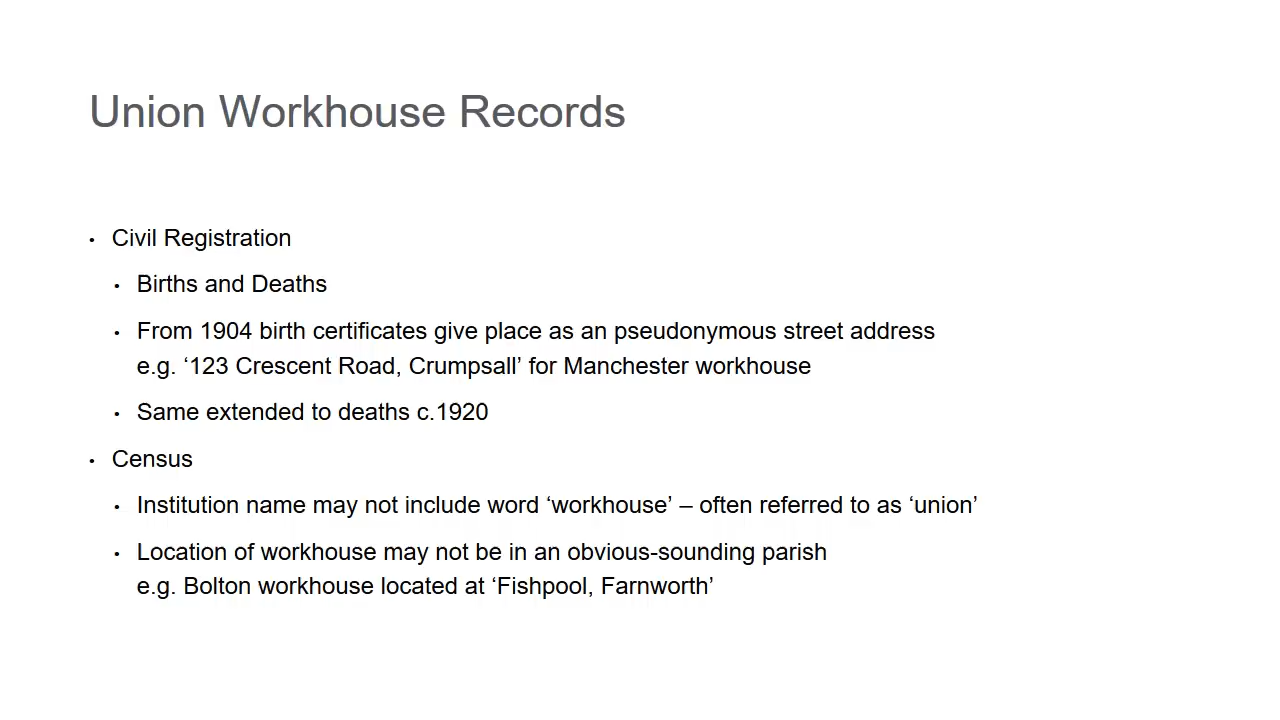 Union Workhouse Records
• Civil Registration
• Births and Deaths
• From 1904 birth certificates give place as an pseudonymous street address
e.g. ‘123 Crescent Road, Crumpsall’ for Manchester workhouse
• Same extended to deaths c.1920
• Census
• Institution name may not include word ‘workhouse’ – often referred to as ‘union’
• Location of workhouse may not be in an obvious-sounding parish
e.g. Bolton workhouse located at ‘Fishpool, Farnworth’